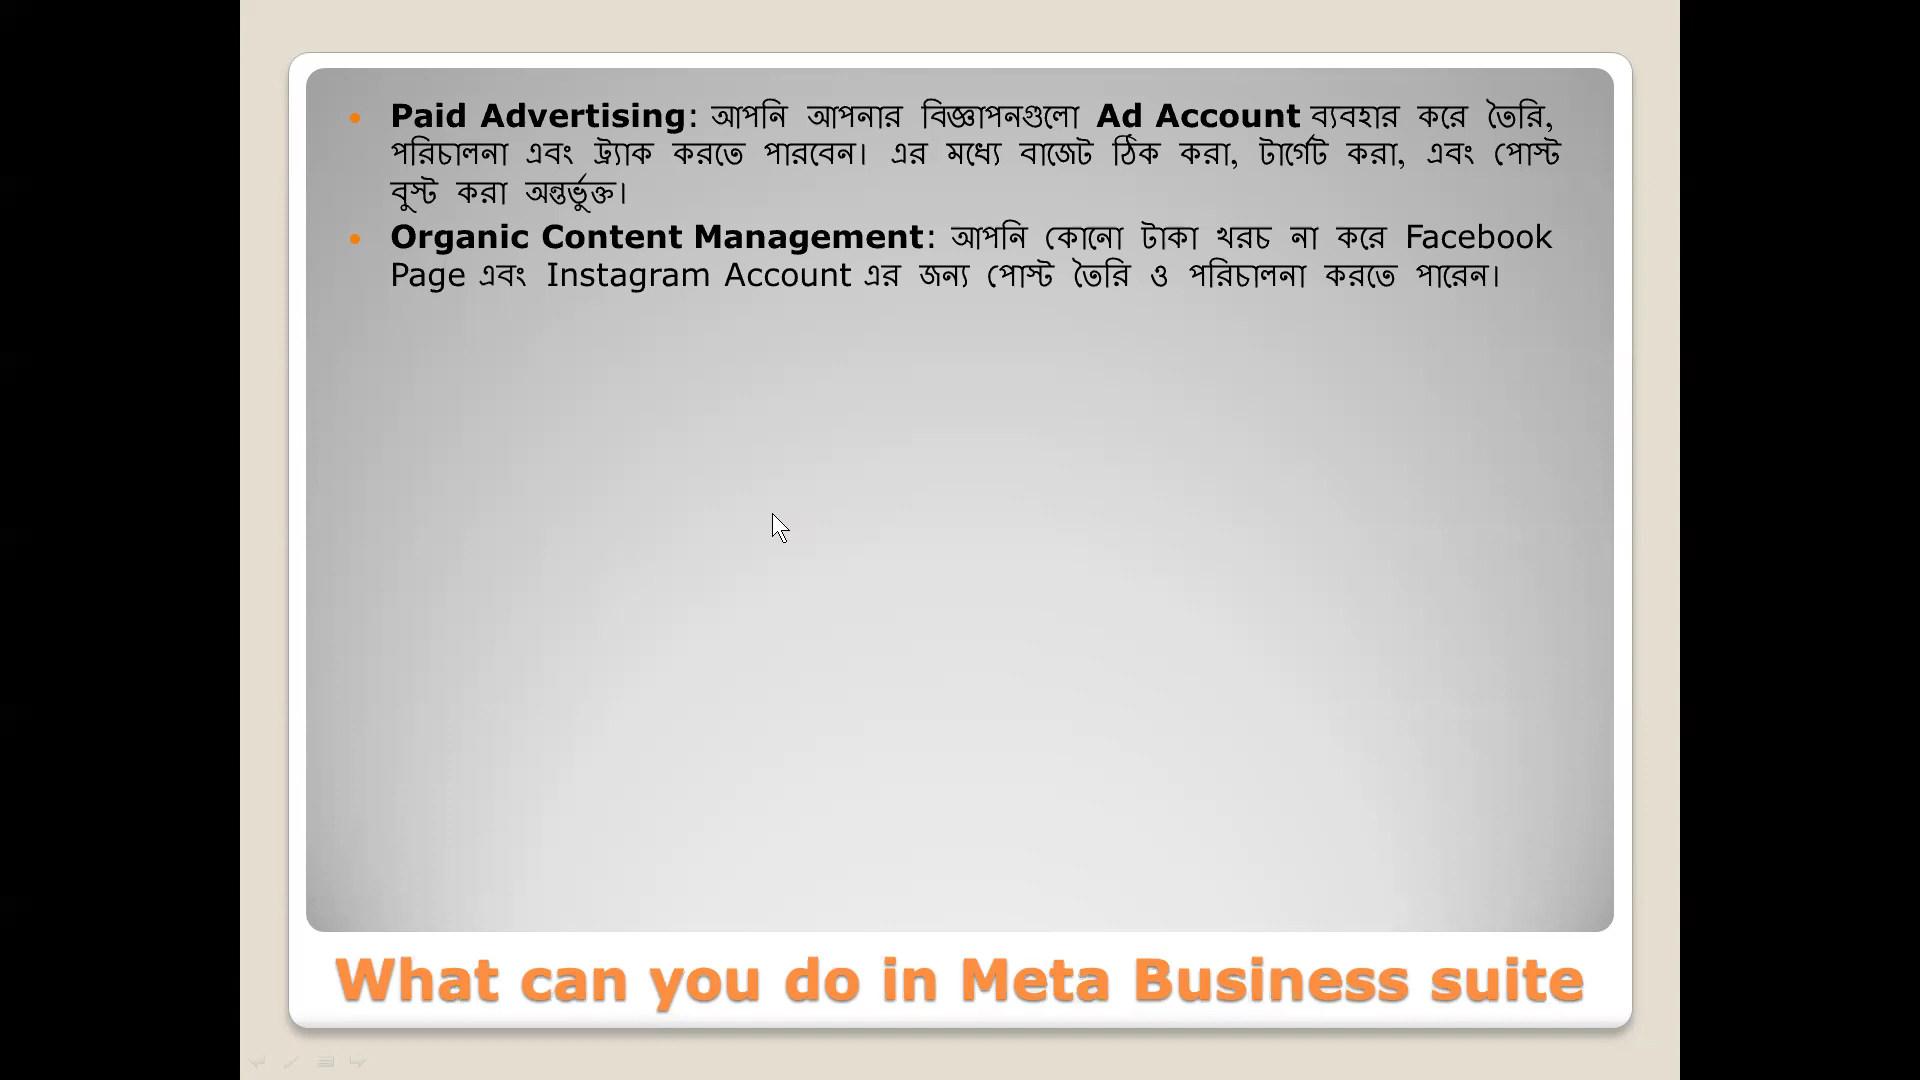 Paid Advertising: আপনি আপনার বিজ্ঞাপনগুলো Ad Account ব্যবহার করে তৈরি,
পরিচালনা এবং ট্র্যাক করতে পারবেন। এর মধ্যে বাজেট ঠিক করা, টার্গেট করা, এবং পোস্ট
বুস্ট করা অন্তর্ভুক্ত।
Organic Content Management: আপনি কোনো টাকা খরচ না করে Facebook
Page এবং Instagram Account এর জন্য পোস্ট তৈরি ও পরিচালনা করতে পারেন।
What can you do in Meta Business suite